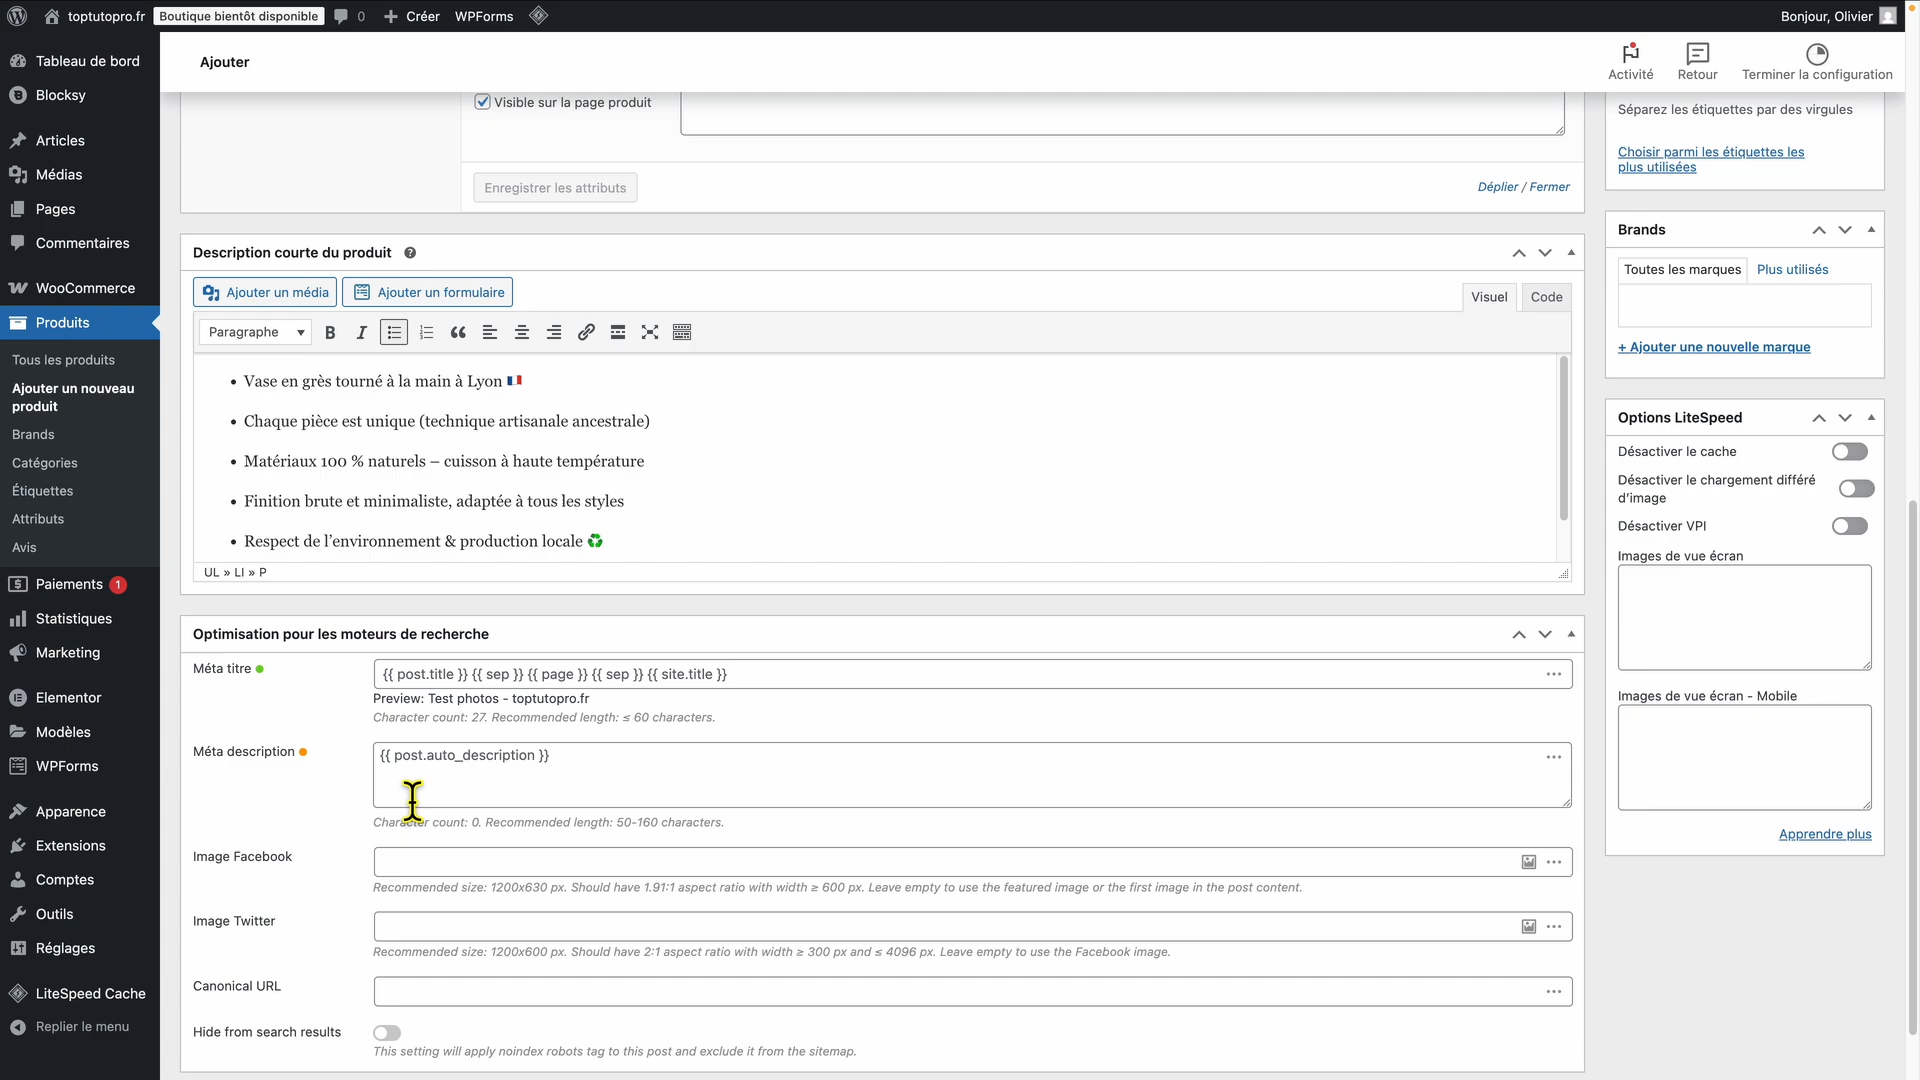 toptutopro.fr
Boutique bientôt disponible
0
Créer
WPForms
Bonjour, Olivier
Tableau de bord
Blocksy
Articles
Médias
Pages
Commentaires
WooCommerce
Produits
Tous les produits
Ajouter un nouveau
produit
Brands
Catégories
Étiquettes
Attributs
Avis
Paiements 1
Statistiques
Marketing
Elementor
Modèles
WPForms
Apparence
Extensions
Comptes
Outils
Réglages
LiteSpeed Cache
Replier le menu
Ajouter
Activité
Retour
Terminer la configuration
Visible sur la page produit
Enregistrer les attributs
Déplier / Fermer
Description courte du produit
Ajouter un média
Ajouter un formulaire
Visuel
Code
Paragraphe
B I
• Vase en grès tourné à la main à Lyon 🇫🇷
• Chaque pièce est unique (technique artisanale ancestrale)
• Matériaux 100 % naturels – cuisson à haute température
• Finition brute et minimaliste, adaptée à tous les styles
• Respect de l’environnement & production locale ♻️
UL » LI » P
Optimisation pour les moteurs de recherche
Méta titre
{{ post.title }} {{ sep }} {{ page }} {{ sep }} {{ site.title }}
Preview: Test photos - toptutopro.fr
Character count: 27. Recommended length: ≤ 60 characters.
Méta description
{{ post.auto_description }}
Character count: 0. Recommended length: 50-160 characters.
Image Facebook
Recommended size: 1200x630 px. Should have 1.91:1 aspect ratio with width ≥ 600 px. Leave empty to use the featured image or the first image in the post content.
Image Twitter
Recommended size: 1200x600 px. Should have 2:1 aspect ratio with width ≥ 300 px and ≤ 4096 px. Leave empty to use the Facebook image.
Canonical URL
Hide from search results
This setting will apply noindex robots tag to this post and exclude it from the sitemap.
Séparez les étiquettes par des virgules
Choisir parmi les étiquettes les
plus utilisées
Brands
Toutes les marques
Plus utilisés
+ Ajouter une nouvelle marque
Options LiteSpeed
Désactiver le cache
Désactiver le chargement différé
d’image
Désactiver VPI
Images de vue écran
Images de vue écran - Mobile
Apprendre plus